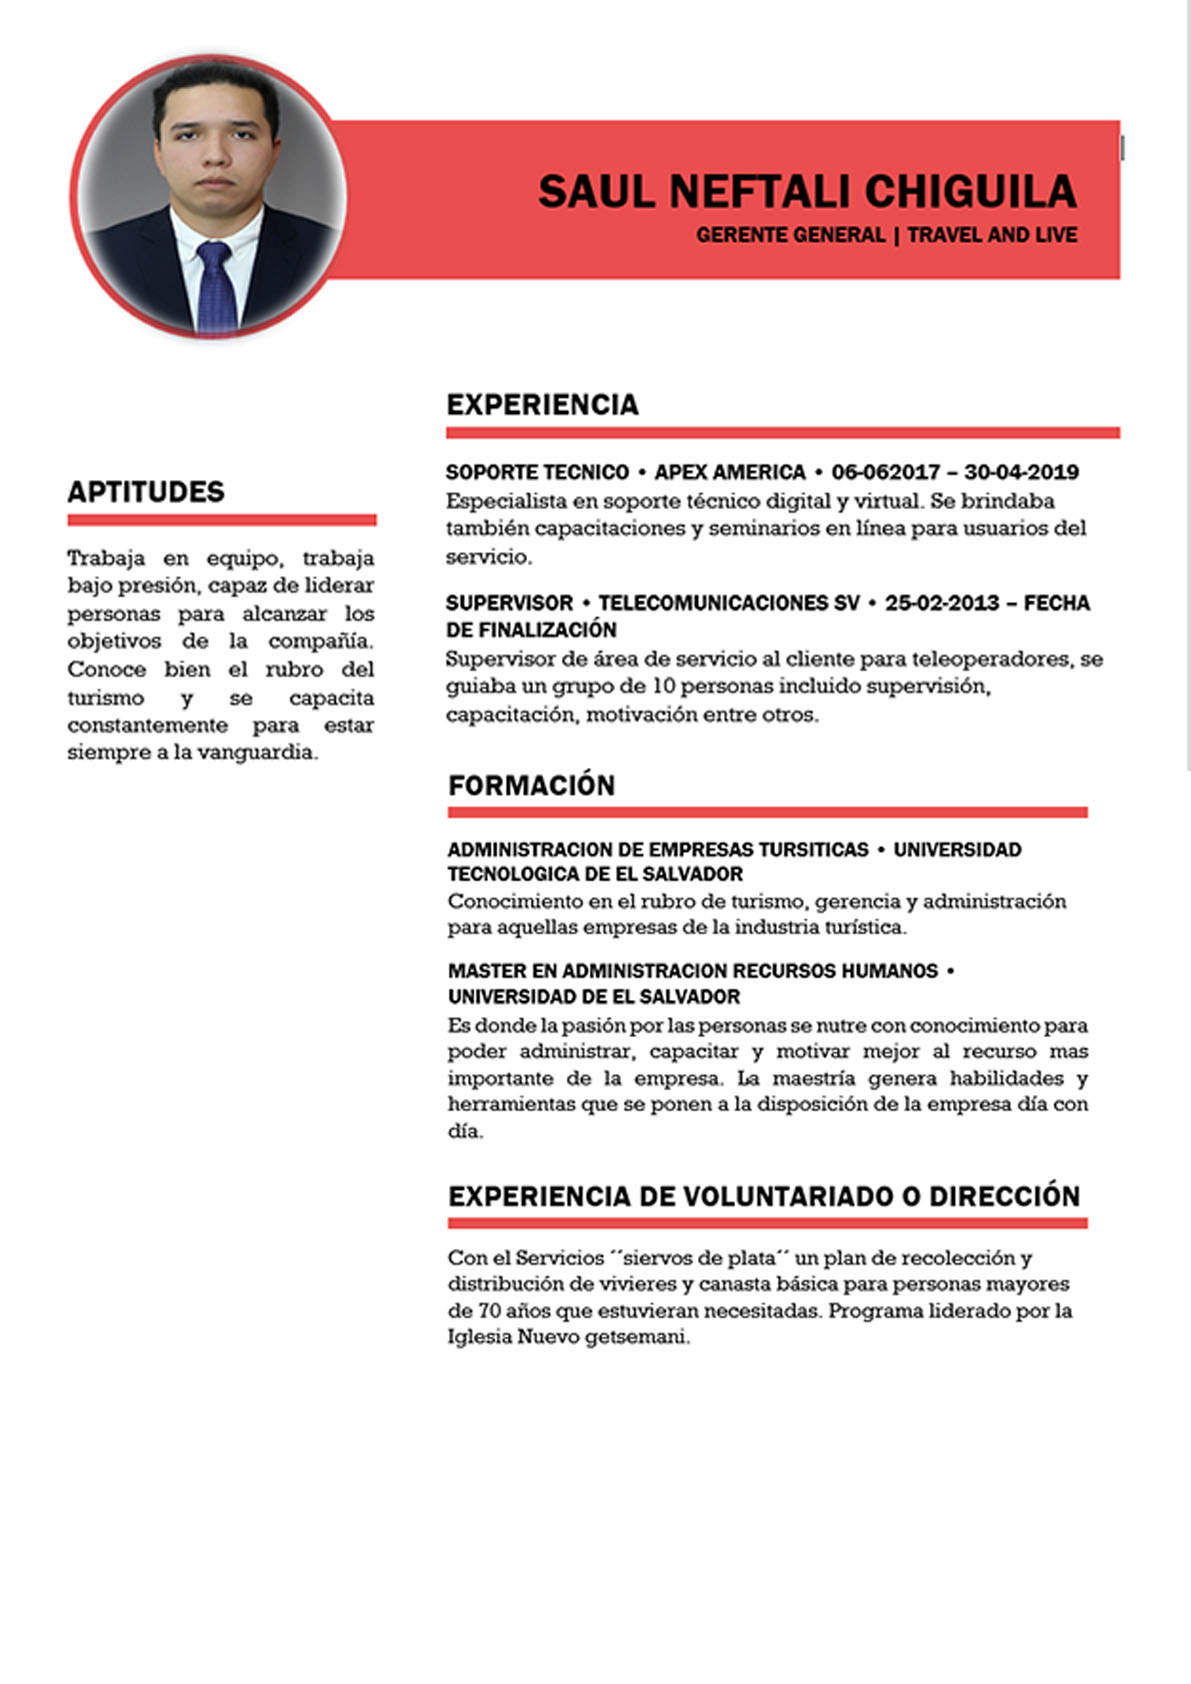 SAUL NEFTALI CHIGUILA
GERENTE GENERAL | TRAVEL AND LIVE
APTITUDES
Trabaja en equipo, trabaja
bajo presión, capaz de liderar
personas para alcanzar los
objetivos de la compañía.
Conoce bien el rubro del
turismo y se capacita
constantemente para estar
siempre a la vanguardia.
EXPERIENCIA
SOPORTE TECNICO • APEX AMERICA • 06-062017 – 30-04-2019
Especialista en soporte técnico digital y virtual. Se brindaba
también capacitaciones y seminarios en línea para usuarios del
servicio.
SUPERVISOR • TELECOMUNICACIONES SV • 25-02-2013 – FECHA
DE FINALIZACIÓN
Supervisor de área de servicio al cliente para teleoperadores, se
guiaba un grupo de 10 personas incluido supervisión,
capacitación, motivación entre otros.
FORMACIÓN
ADMINISTRACION DE EMPRESAS TURSITICAS • UNIVERSIDAD
TECNOLOGICA DE EL SALVADOR
Conocimiento en el rubro de turismo, gerencia y administración
para aquellas empresas de la industria turística.
MASTER EN ADMINISTRACION RECURSOS HUMANOS •
UNIVERSIDAD DE EL SALVADOR
Es donde la pasión por las personas se nutre con conocimiento para
poder administrar, capacitar y motivar mejor al recurso mas
importante de la empresa. La maestría genera habilidades y
herramientas que se ponen a la disposición de la empresa día con
día.
EXPERIENCIA DE VOLUNTARIADO O DIRECCIÓN
Con el Servicios ´´siervos de plata´´ un plan de recolección y
distribución de vivieres y canasta básica para personas mayores
de 70 años que estuvieran necesitadas. Programa liderado por la
Iglesia Nuevo getsemani.